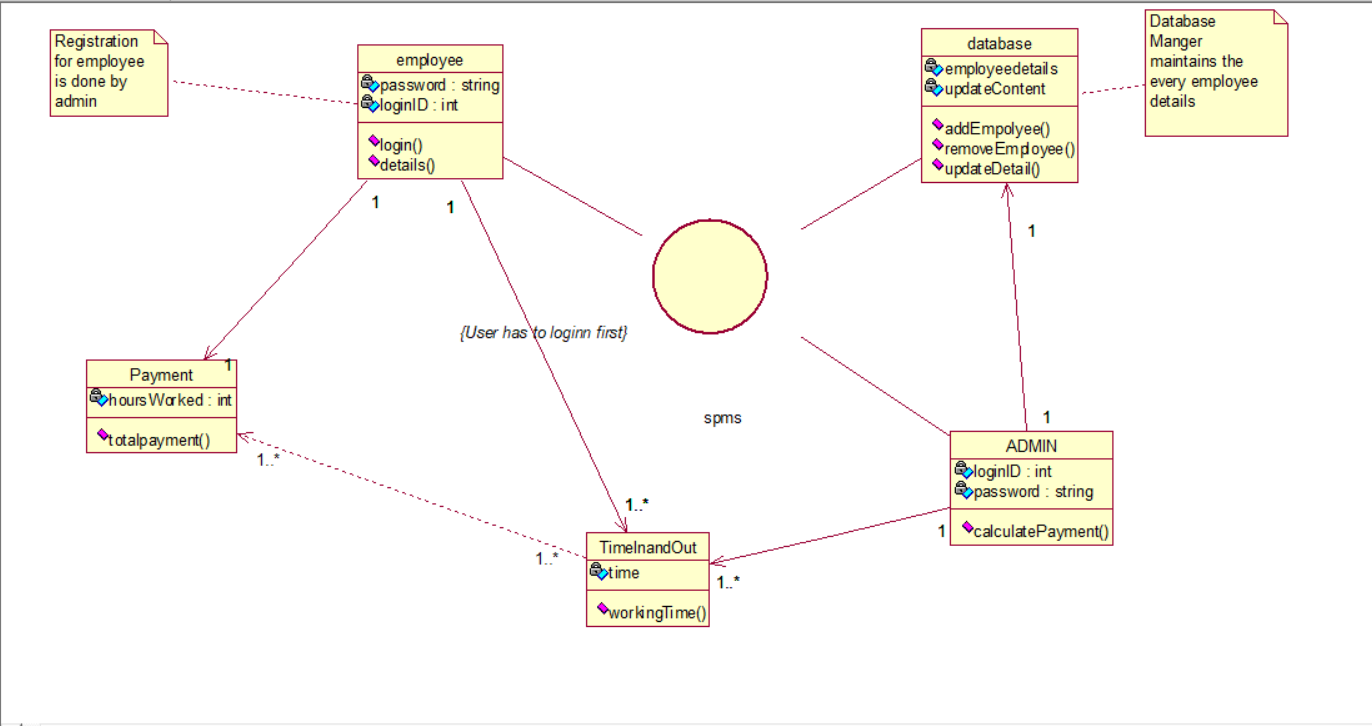 Registration
for employee
is done by
admin
employee
password : string
loginID : int
login()
details()
database
employeedetails
updateContent
addEmpolyee()
removeEmployee()
updateDetail()
Database
Manger
maintains the
every employee
details
1
1
1
{User has to loginn first}
1
Payment
hoursWorked : int
totalpayment()
1..*
spms
1
ADMIN
loginID : int
password : string
calculatePayment()
1
1..*
1..*
1..*
TimeInandOut
time
workingTime()